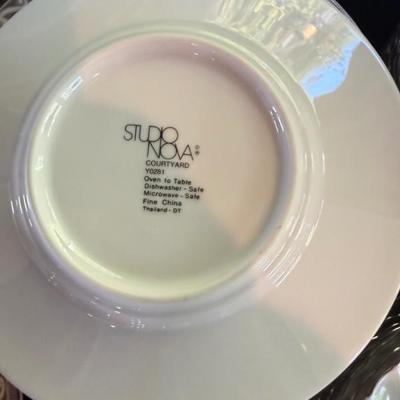 STUDIO
NOVA®
COURTYARD
Y0281
Oven to Table
Dishwasher - Safe
Microwave - Safe
Fine China
Thailand - DT